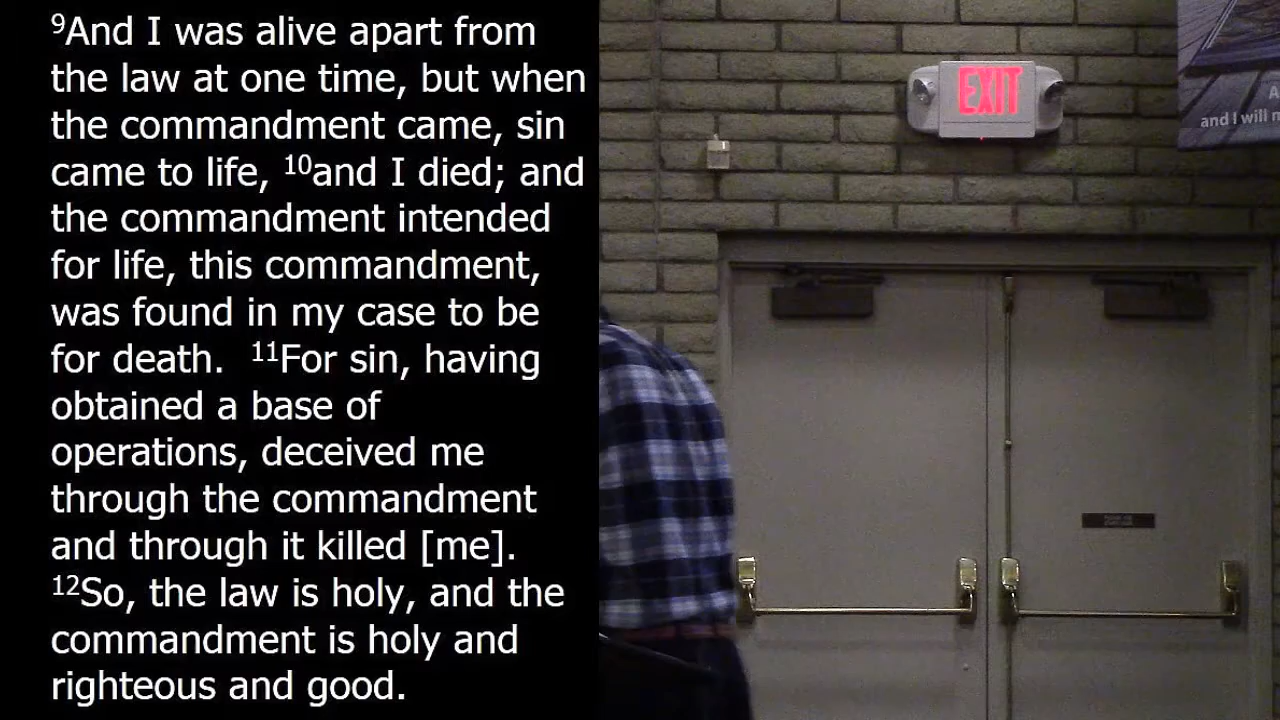 ⁹And I was alive apart from
the law at one time, but when
the commandment came, sin
came to life, ¹⁰and I died; and
the commandment intended
for life, this commandment,
was found in my case to be
for death. ¹¹For sin, having
obtained a base of
operations, deceived me
through the commandment
and through it killed [me].
¹²So, the law is holy, and the
commandment is holy and
righteous and good.
EXIT
A
and I will